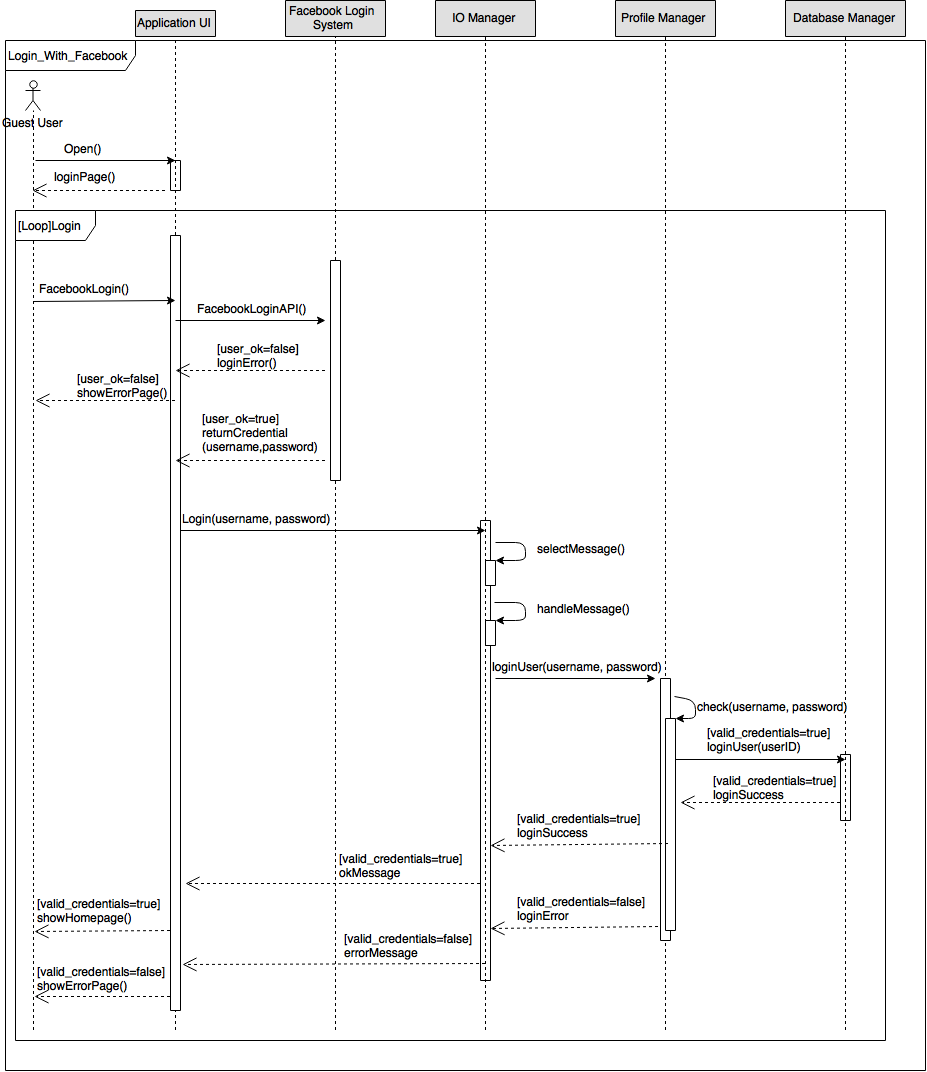 Application UI
Facebook Login
System
IO Manager
Profile Manager
Database Manager
Login_With_Facebook
Guest User
Open()
loginPage()
[Loop]Login
FacebookLogin()
FacebookLoginAPI()
[user_ok=false]
loginError()
[user_ok=false]
showErrorPage()
[user_ok=true]
returnCredential
(username,password)
Login(username, password)
selectMessage()
handleMessage()
loginUser(username, password)
check(username, password)
[valid_credentials=true]
loginUser(userID)
[valid_credentials=true]
loginSuccess
[valid_credentials=true]
loginSuccess
[valid_credentials=true]
okMessage
[valid_credentials=true]
showHomepage()
[valid_credentials=false]
loginError
[valid_credentials=false]
errorMessage
[valid_credentials=false]
showErrorPage()